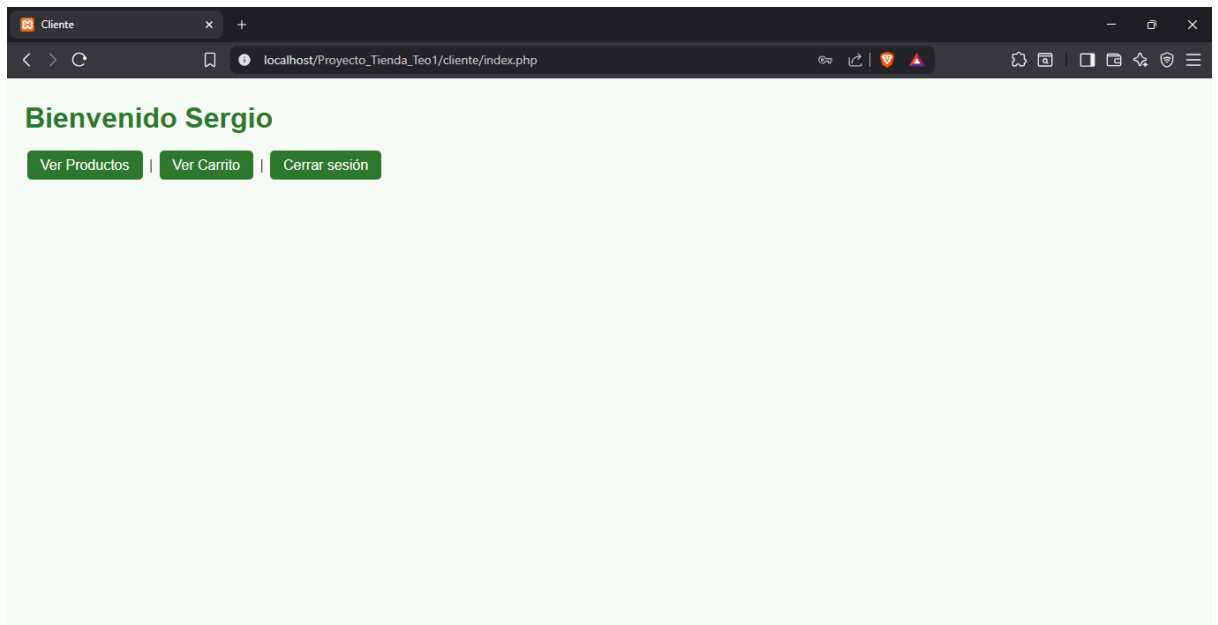 Cliente
localhost/Proyecto_Tienda_Teo1/cliente/index.php
Bienvenido Sergio
Ver Productos | Ver Carrito | Cerrar sesión